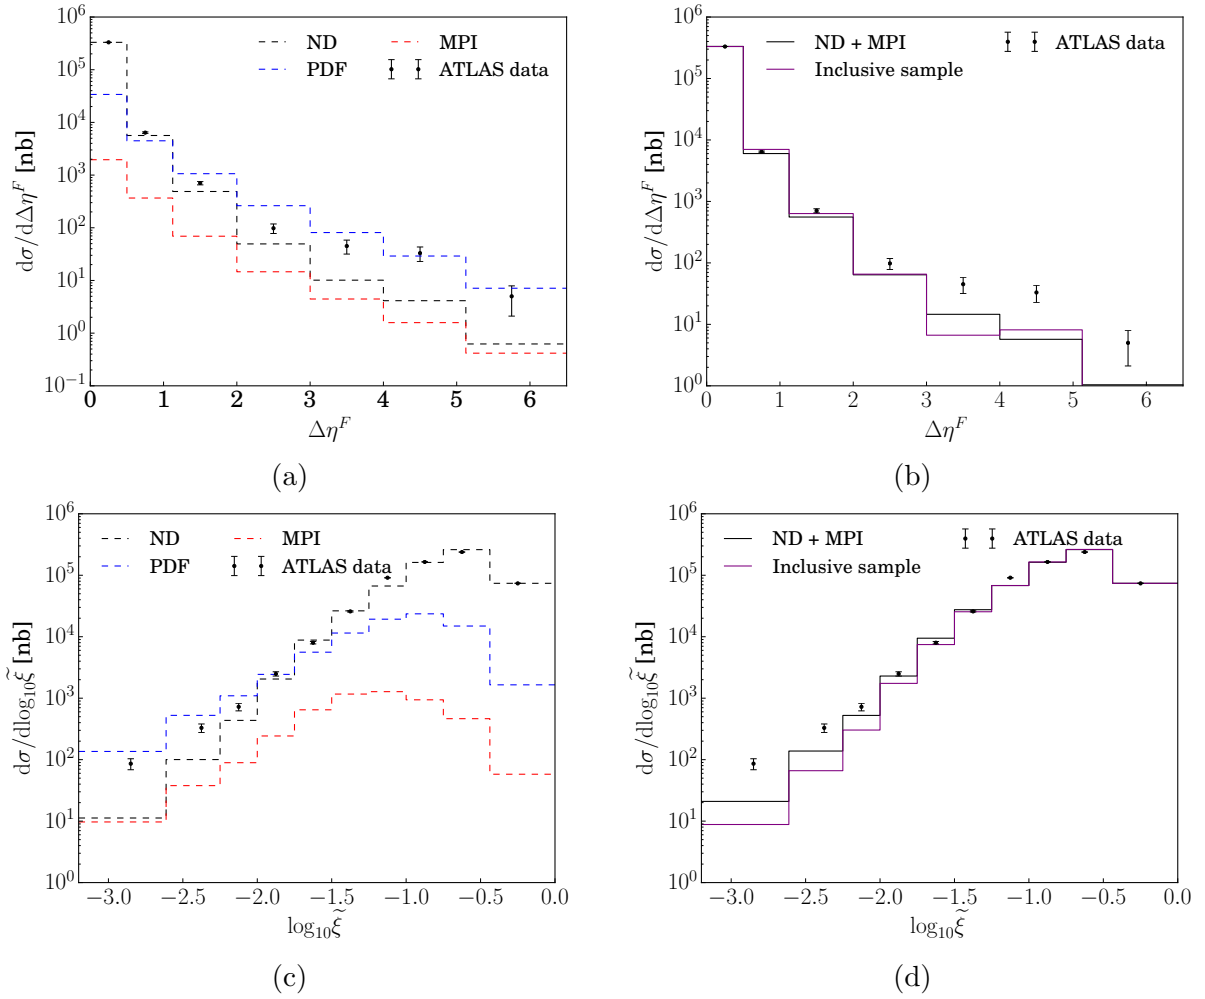 10^6
10^5
10^4
10^3
10^2
10^1
10^0
10^{-1}
dσ/dΔη^F [nb]
ND
PDF
MPI
ATLAS data
0 1 2 3 4 5 6
Δη^F
(a)
10^6
10^5
10^4
10^3
10^2
10^1
10^0
dσ/dΔη^F [nb]
ND + MPI
Inclusive sample
ATLAS data
0 1 2 3 4 5 6
Δη^F
(b)
10^6
10^5
10^4
10^3
10^2
10^1
10^0
dσ/dlog₁₀ξ̃ [nb]
ND
PDF
MPI
ATLAS data
−3.0 −2.5 −2.0 −1.5 −1.0 −0.5 0.0
log₁₀ξ̃
(c)
10^6
10^5
10^4
10^3
10^2
10^1
10^0
dσ/dlog₁₀ξ̃ [nb]
ND + MPI
Inclusive sample
ATLAS data
−3.0 −2.5 −2.0 −1.5 −1.0 −0.5 0.0
log₁₀ξ̃
(d)